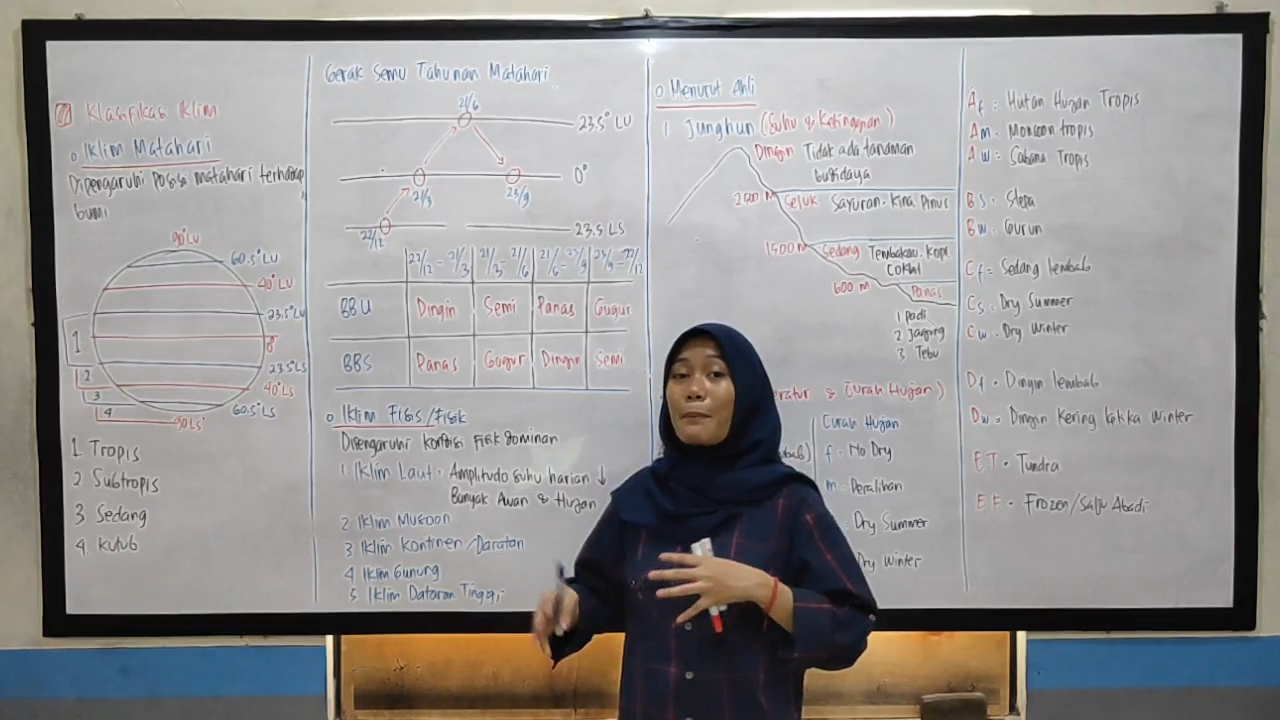 Klasifikasi Iklim
o Iklim Matahari
Dipengaruhi Posisi matahari terhadap
bumi
90° LU
60.5° LU
40° LU
23.5° LU
0°
23.5° LS
40° LS
60.5° LS
90 LS
1
2
3
4
1 Tropis
2 Subtropis
3 Sedang
4. Kutub
Gerak Semu Tahunan Matahari
21/6
23.5° LU
0°
21/3
23/9
22/12
23.5 LS
22/12 - 21/3 21/3 - 21/6 21/6 - 23/9 23/9 - 22/12
BBU Dingin Semi Panas Gugur
BBS Panas Gugur Dingin Semi
o Iklim Fisis/Fisik
Dipengaruhi kondisi fisik dominan
1 Iklim Laut : Amplitudo suhu harian ↓
Banyak Awan & Hujan
2 Iklim Muson
3 Iklim Kontinen/Daratan
4 Iklim Gunung
5 Iklim Dataran Tinggi
o Menurut Ahli
1 Junghun (Suhu & Ketinggian)
Dingin Tidak ada tanaman
budidaya
2500 M Sejuk Sayuran. Kina. Pinus
1500 M Sedang Tembakau. Kopi
Coklat
600 M Panas
1 Padi
2 Jagung
3 Tebu
ratur & Curah Hujan)
Curah Hujan
f : No Dry
m : Peralihan
: Dry Summer
Dry Winter
Af : Hutan Hujan Tropis
Am : Monsoon tropis
Aw : Sabana Tropis
Bs : Stepa
Bw : Gurun
Cf : Sedang lembab
Cs : Dry Summer
Cw : Dry Winter
Df : Dingin lembab
Dw : Dingin Kering Winter
ET : Tundra
EF : Frozen/Salju Abadi